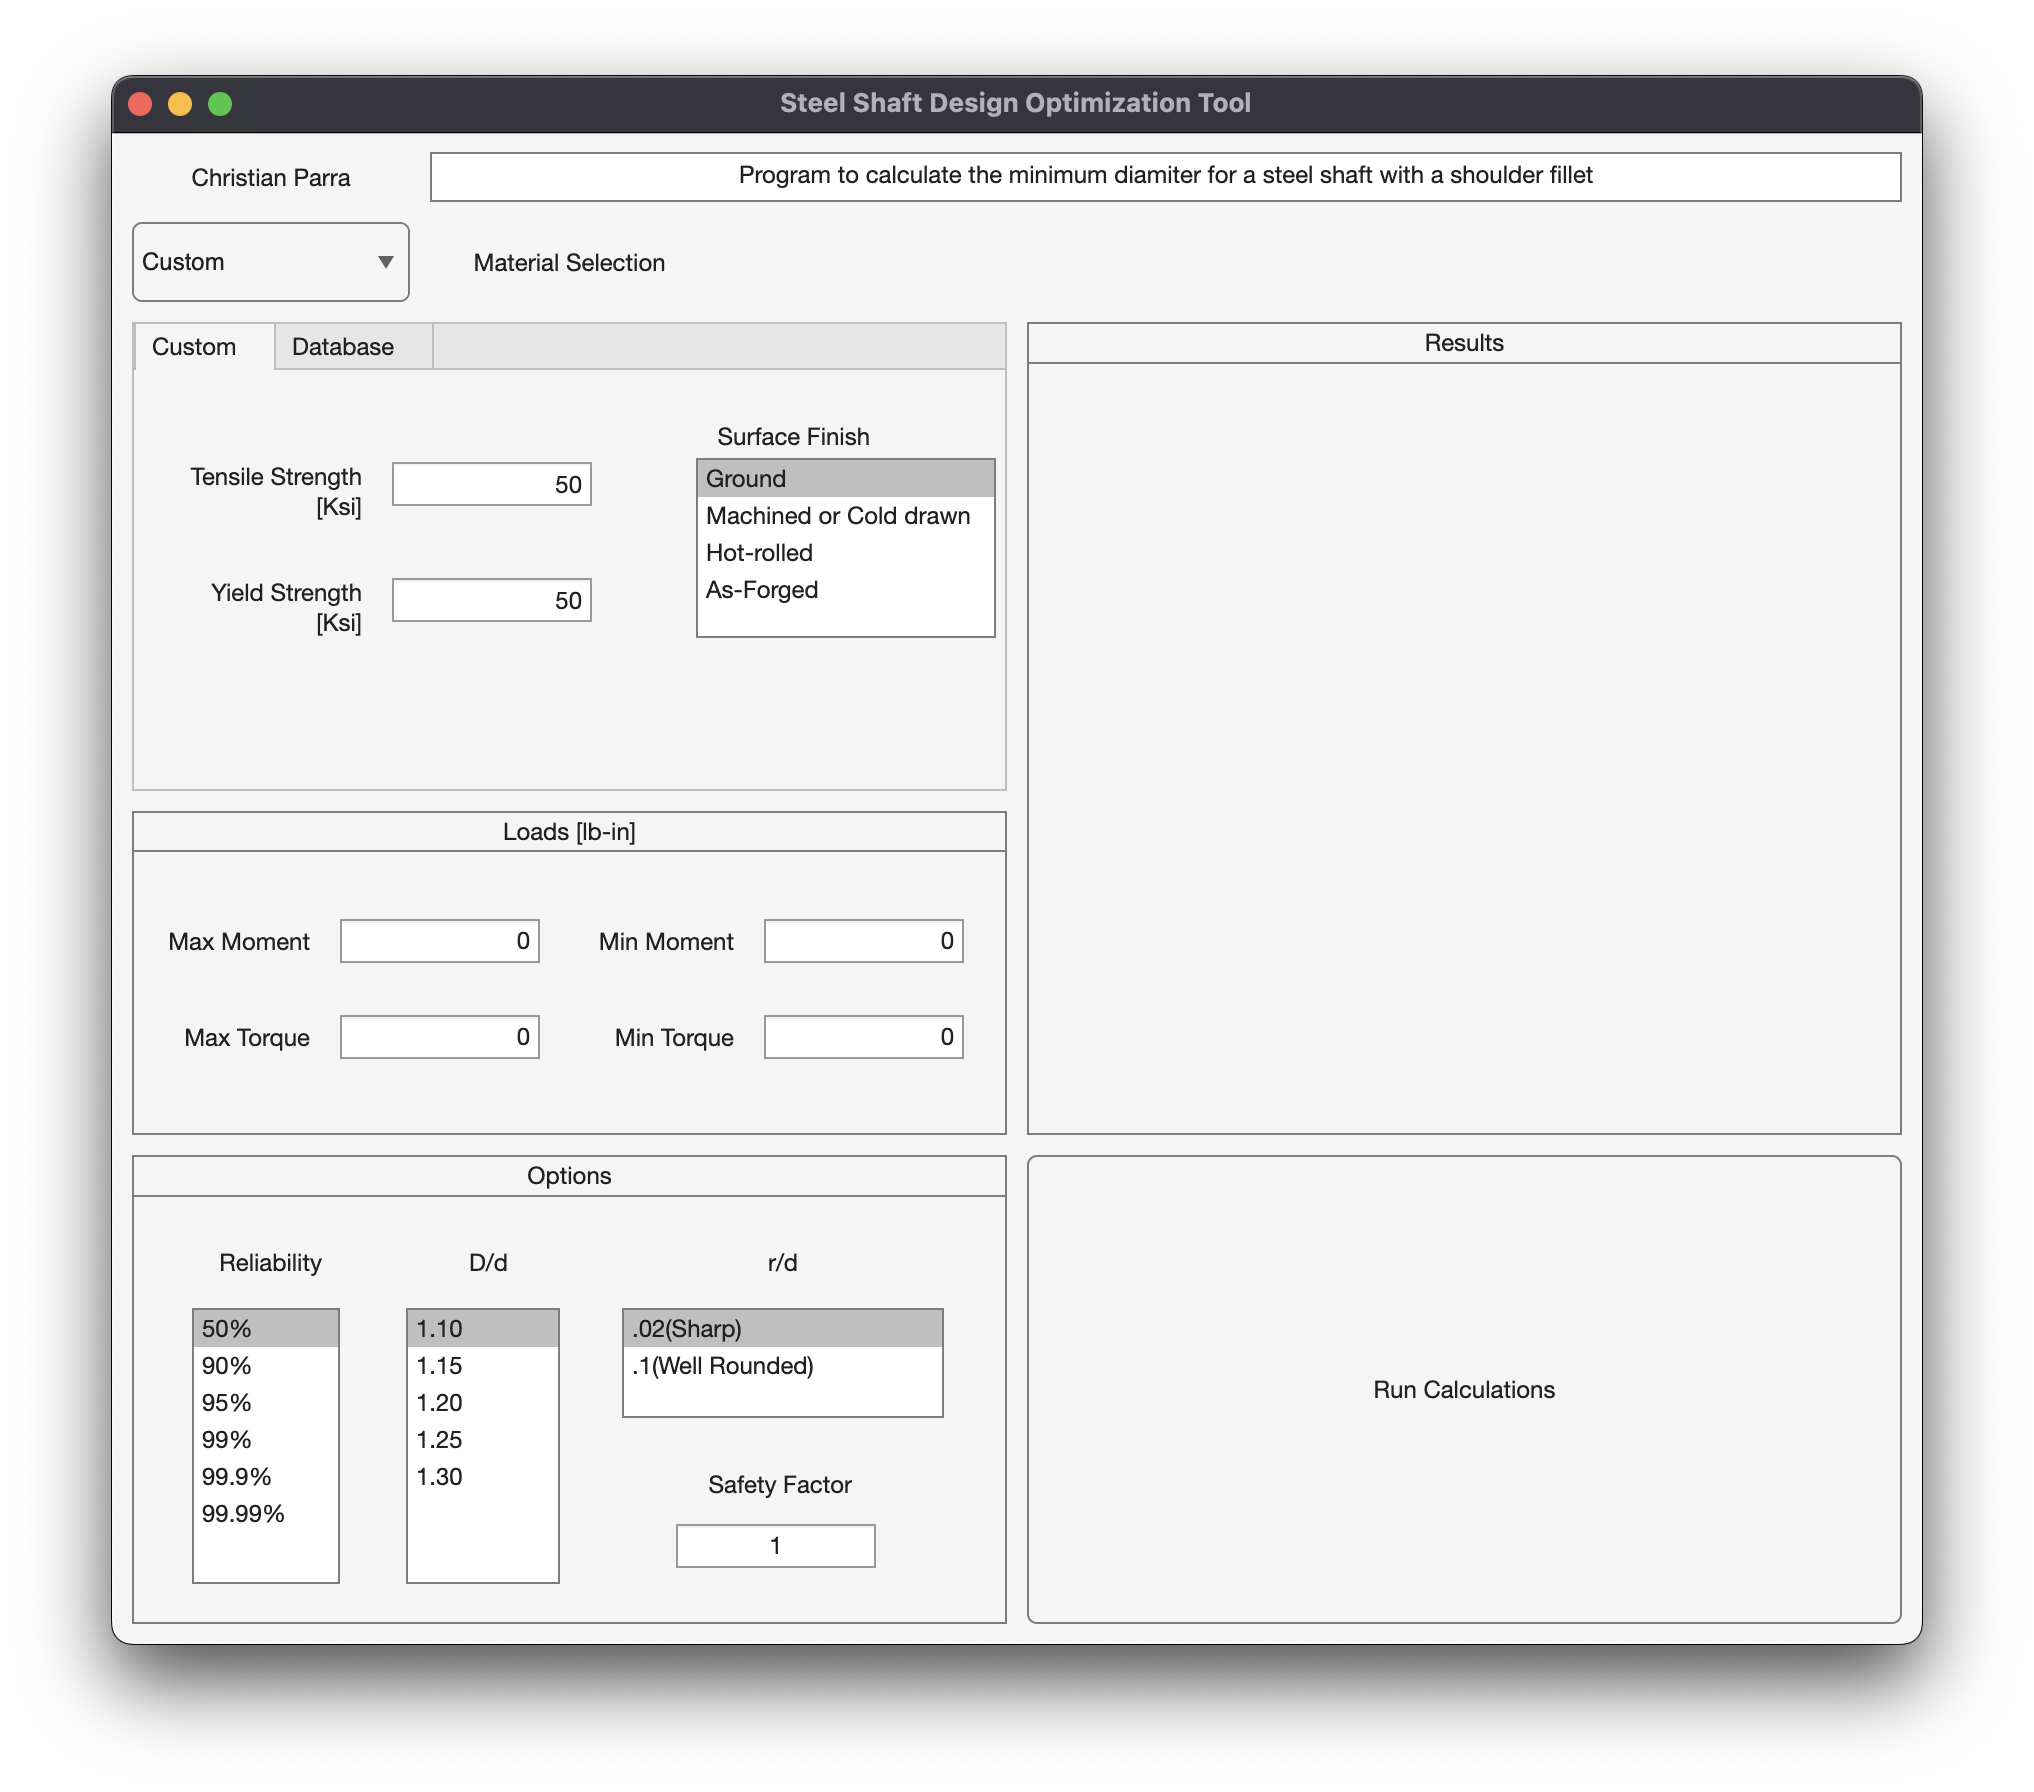 Steel Shaft Design Optimization Tool
Christian Parra
Program to calculate the minimum diamiter for a steel shaft with a shoulder fillet
Custom
Material Selection
Custom
Database
Tensile Strength
[Ksi]
50
Yield Strength
[Ksi]
50
Surface Finish
Ground
Machined or Cold drawn
Hot-rolled
As-Forged
Results
Loads [lb-in]
Max Moment
0
Min Moment
0
Max Torque
0
Min Torque
0
Options
Reliability
50%
90%
95%
99%
99.9%
99.99%
D/d
1.10
1.15
1.20
1.25
1.30
r/d
.02(Sharp)
.1(Well Rounded)
Safety Factor
1
Run Calculations